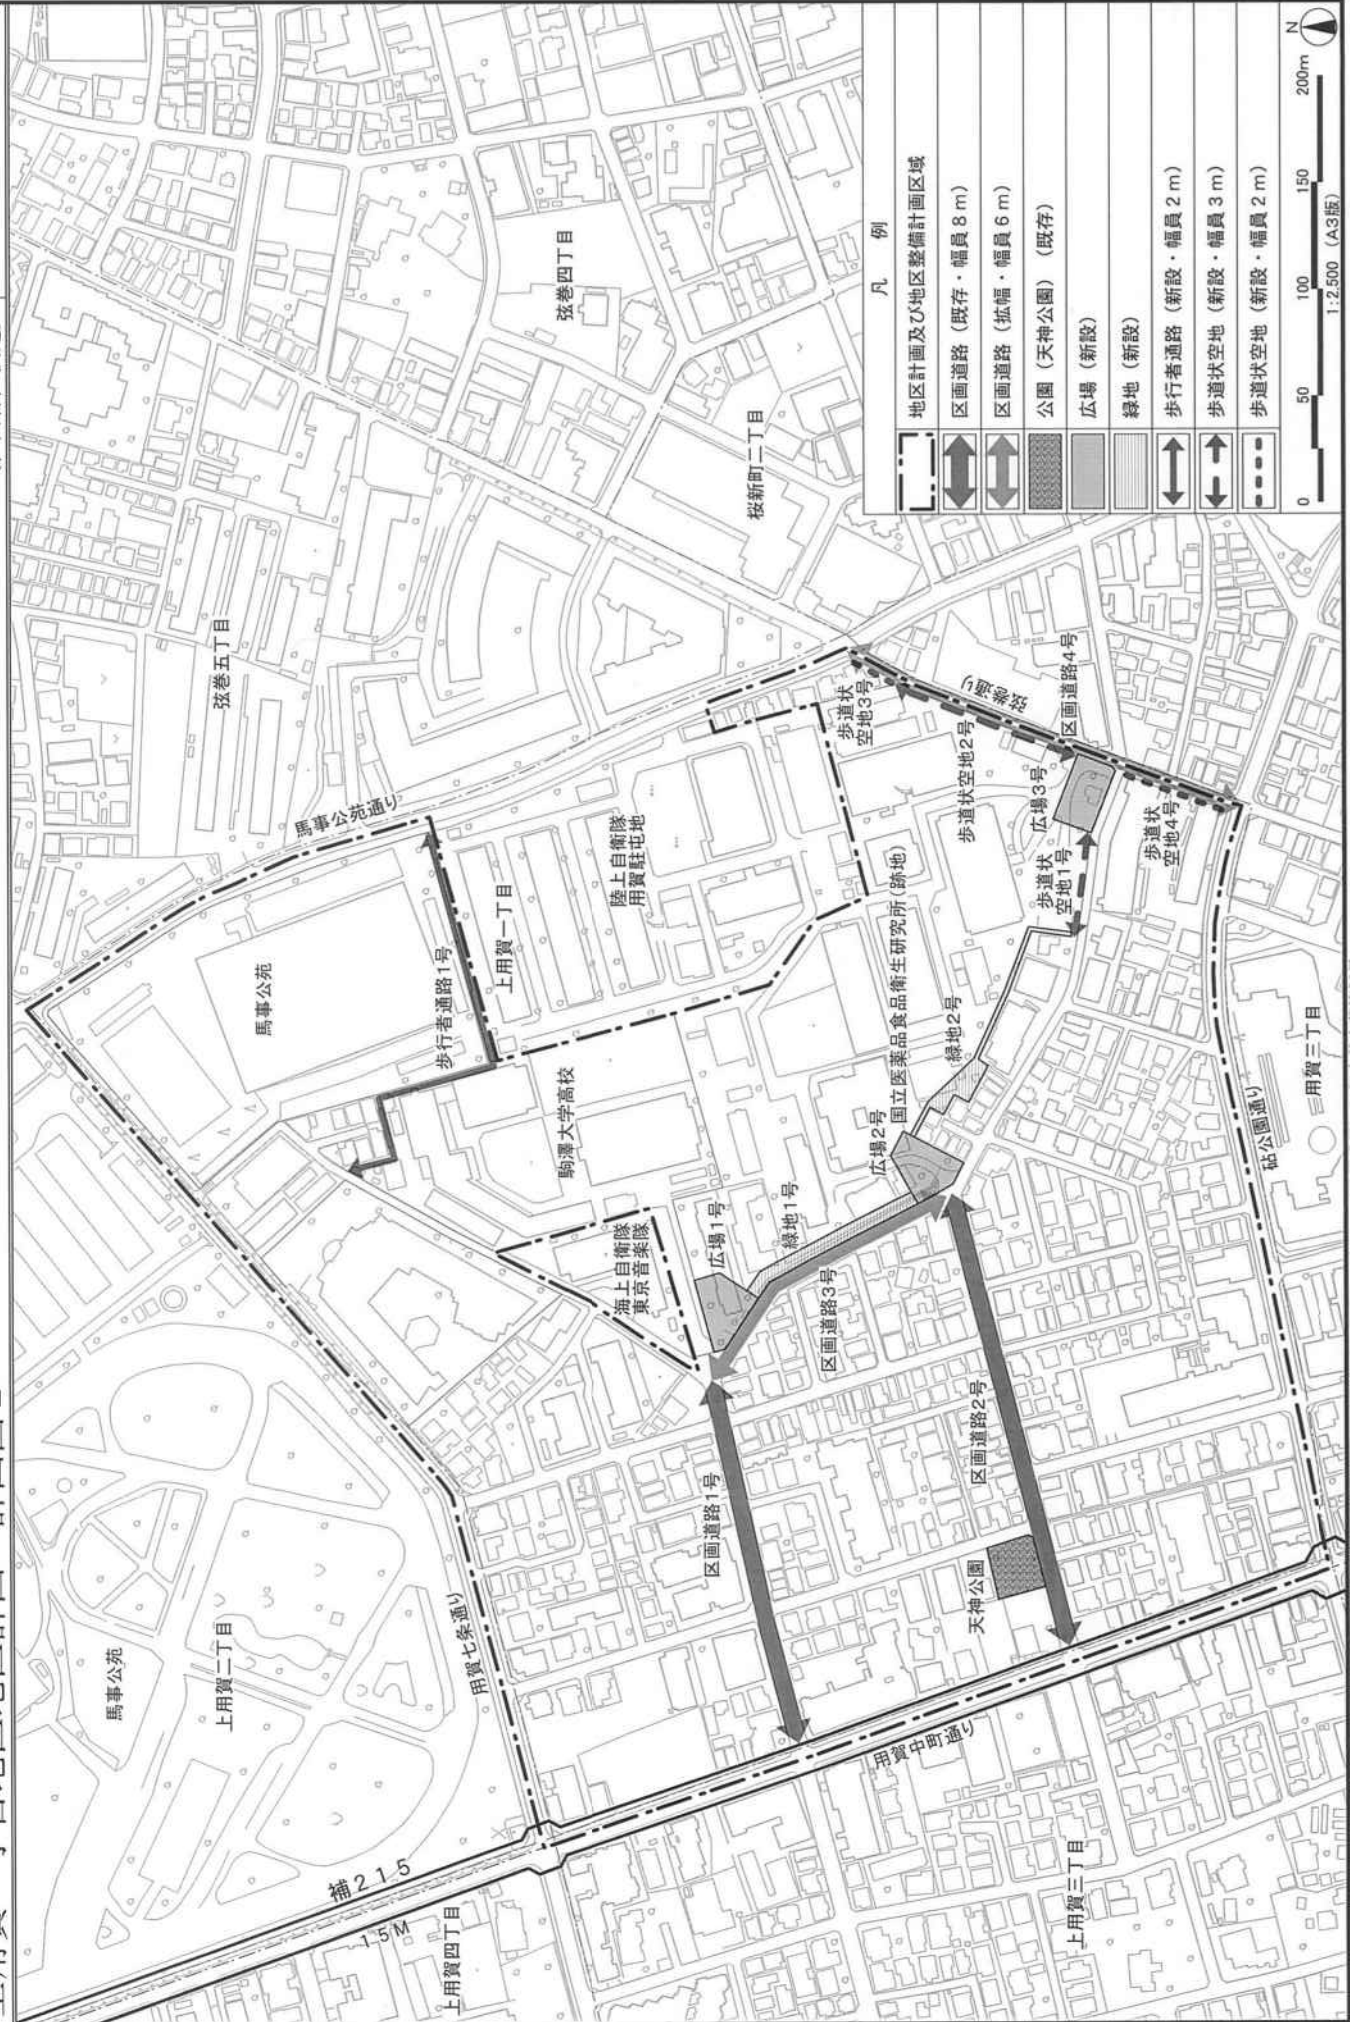 馬事公苑
上用賀二丁目
補215
15M
上用賀四丁目
用賀七条通り
馬事公苑
馬事公苑通り
弦巻五丁目
弦巻四丁目
桜新町二丁目
歩行者通路1号
上用賀一丁目
駒澤大学高校
陸上自衛隊
用賀駐屯地
海上自衛隊
東京音楽隊
広場1号
緑地1号
区画道路3号
広場2号
国立医薬品食品衛生研究所(跡地)
緑地2号
歩道状
空地3号
歩道状空地2号
弦巻通り
区画道路4号
広場3号
歩道状
空地1号
歩道状
空地4号
区画道路1号
区画道路2号
天神公園
用賀中町通り
上用賀三丁目
砧公園通り
用賀三丁目
凡 例
地区計画及び地区整備計画区域
区画道路(既存・幅員8m)
区画道路(拡幅・幅員6m)
公園(天神公園)(既存)
広場(新設)
緑地(新設)
歩行者通路(新設・幅員2m)
歩道状空地(新設・幅員3m)
歩道状空地(新設・幅員2m)
0 50 100 150 200m
1:2,500 (A3版)
N